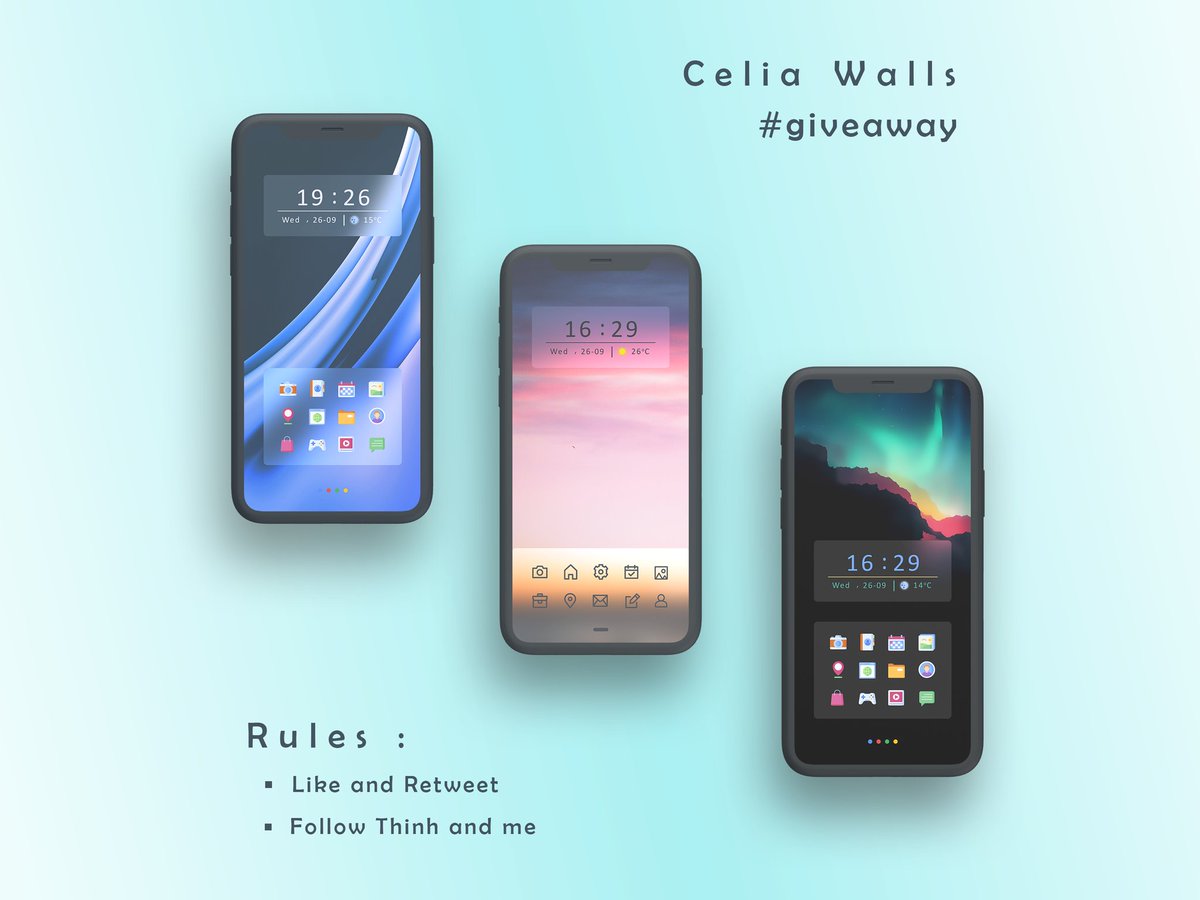 Celia Walls
#giveaway
19:26
Wed , 26-09 | 15°C
16:29
Wed , 26-09 | 26°C
16:29
Wed , 26-09 | 14°C
Rules :
▪ Like and Retweet
▪ Follow Thinh and me